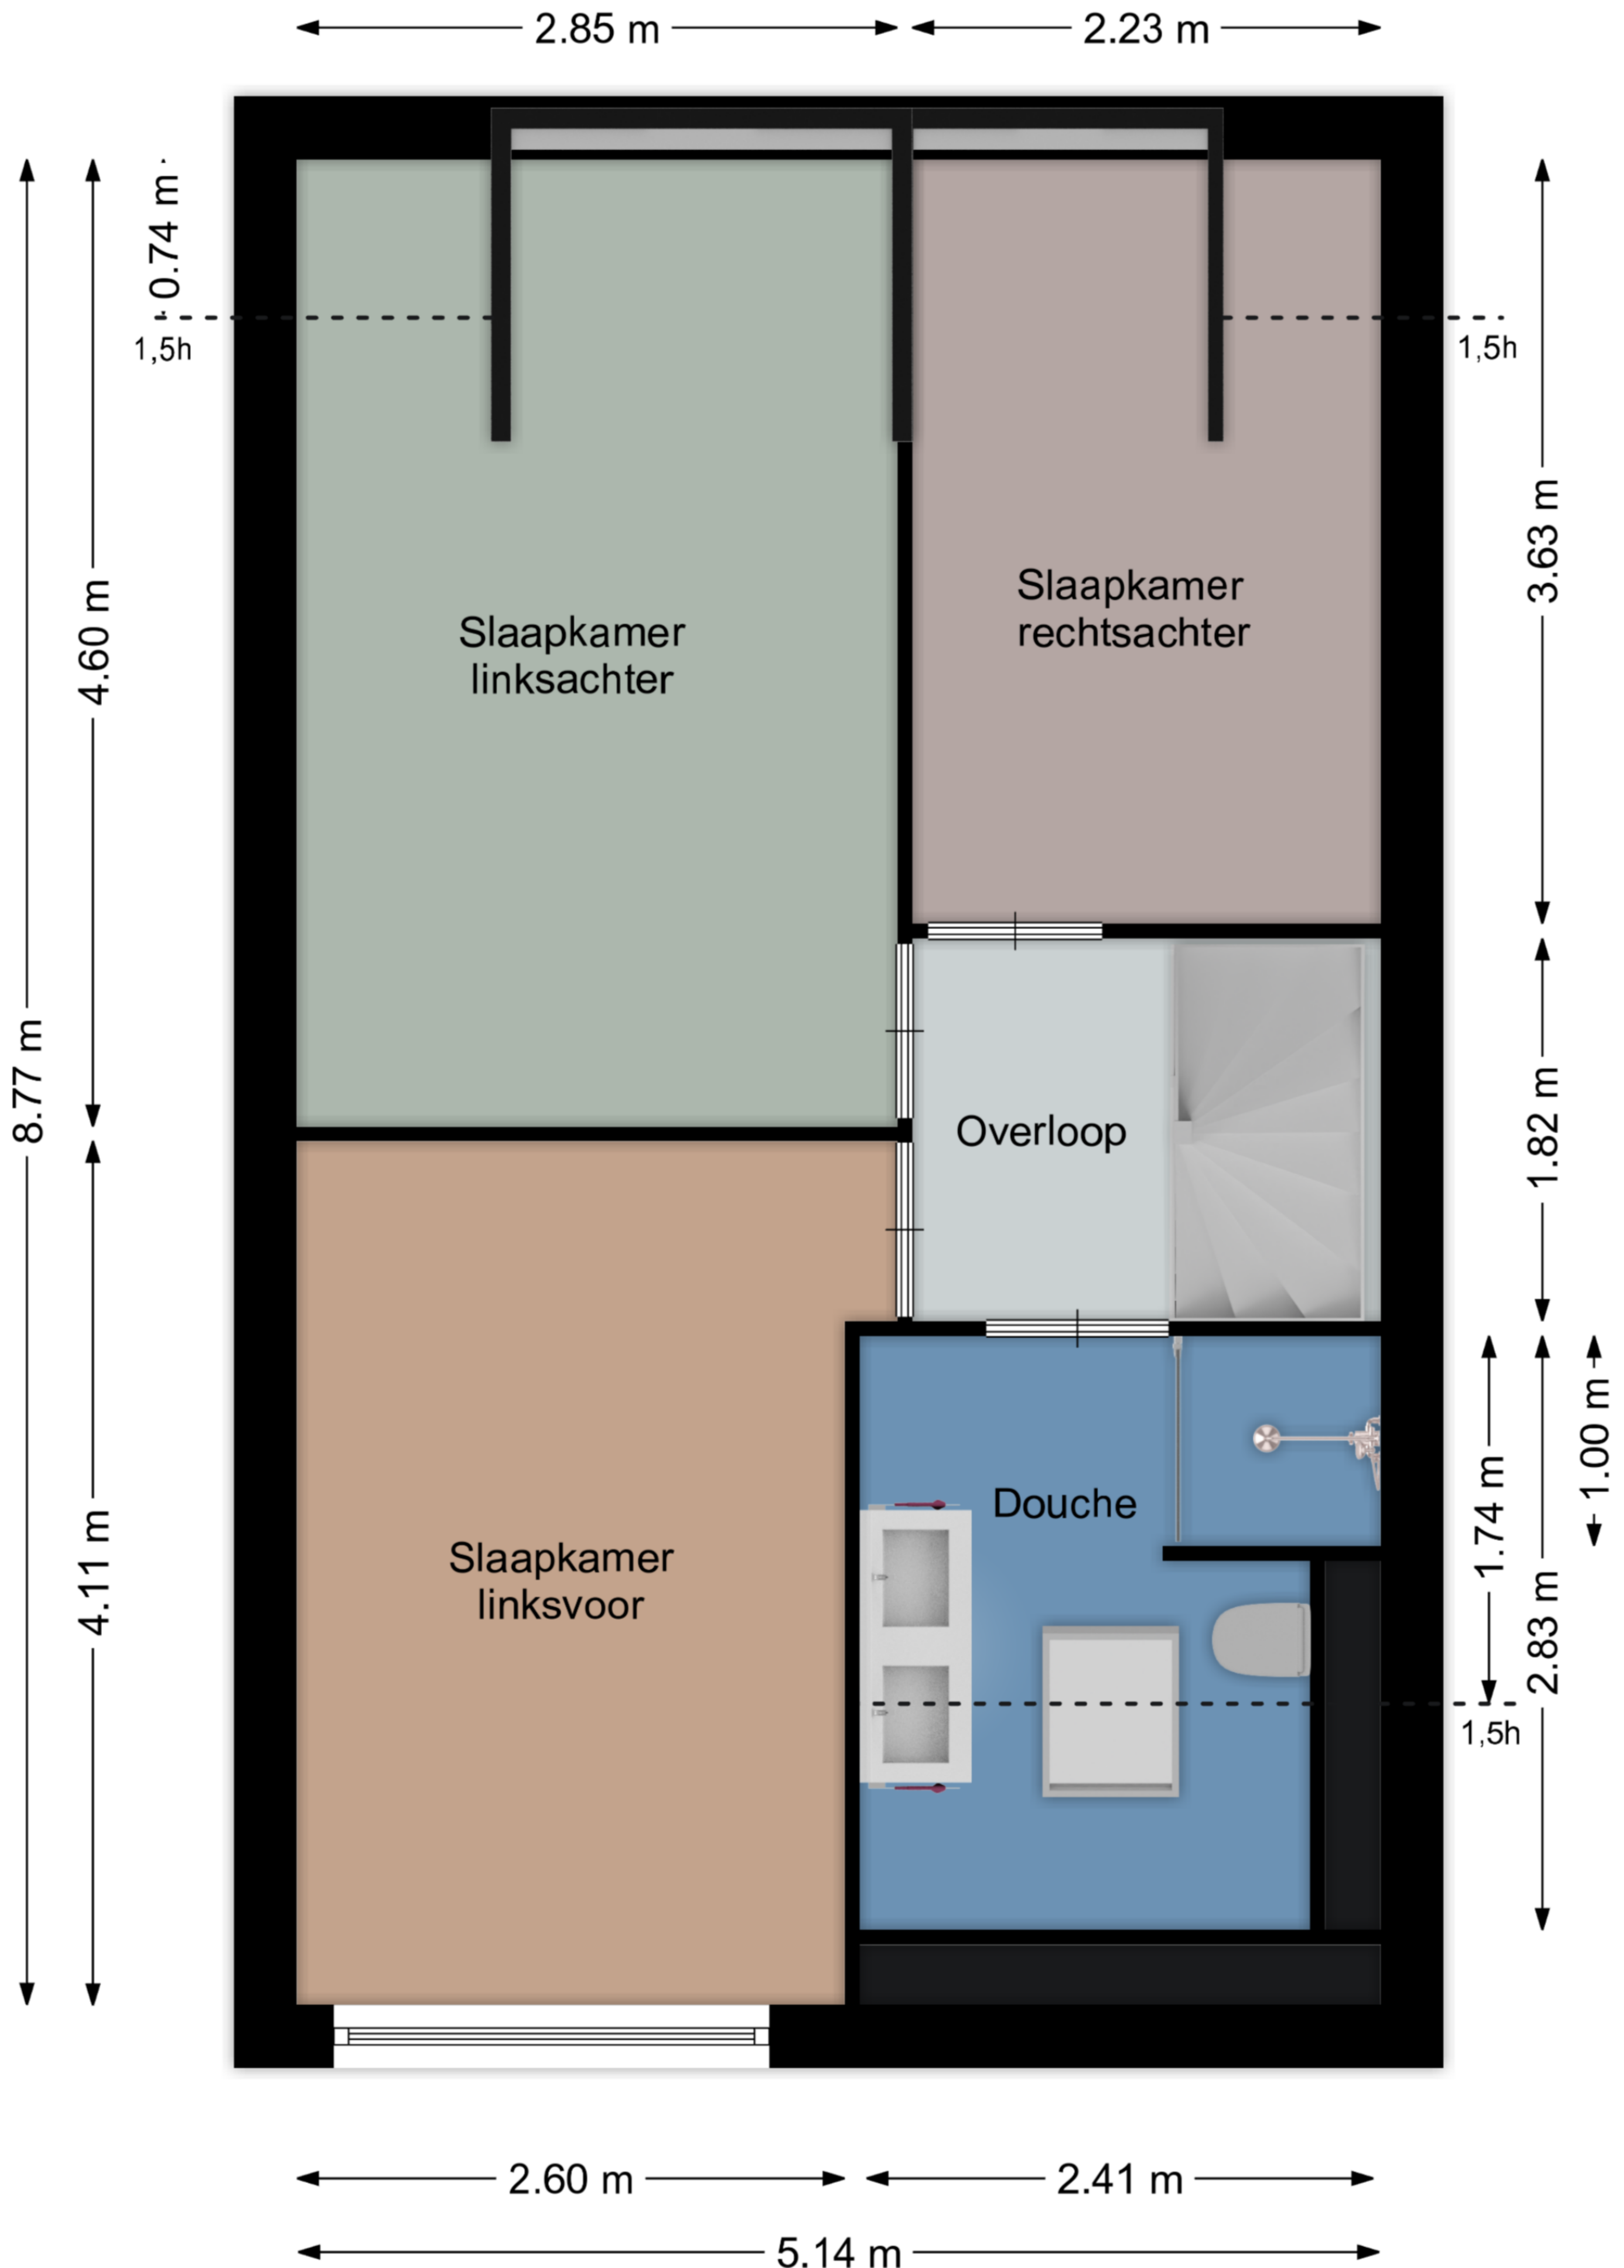 2.85 m
2.23 m
0.74 m
1,5h
1,5h
4.60 m
3.63 m
Slaapkamer
linksachter
Slaapkamer
rechtsachter
8.77 m
1.82 m
Overloop
4.11 m
Slaapkamer
linksvoor
Douche
1.00 m
1.74 m
2.83 m
1,5h
2.60 m
2.41 m
5.14 m